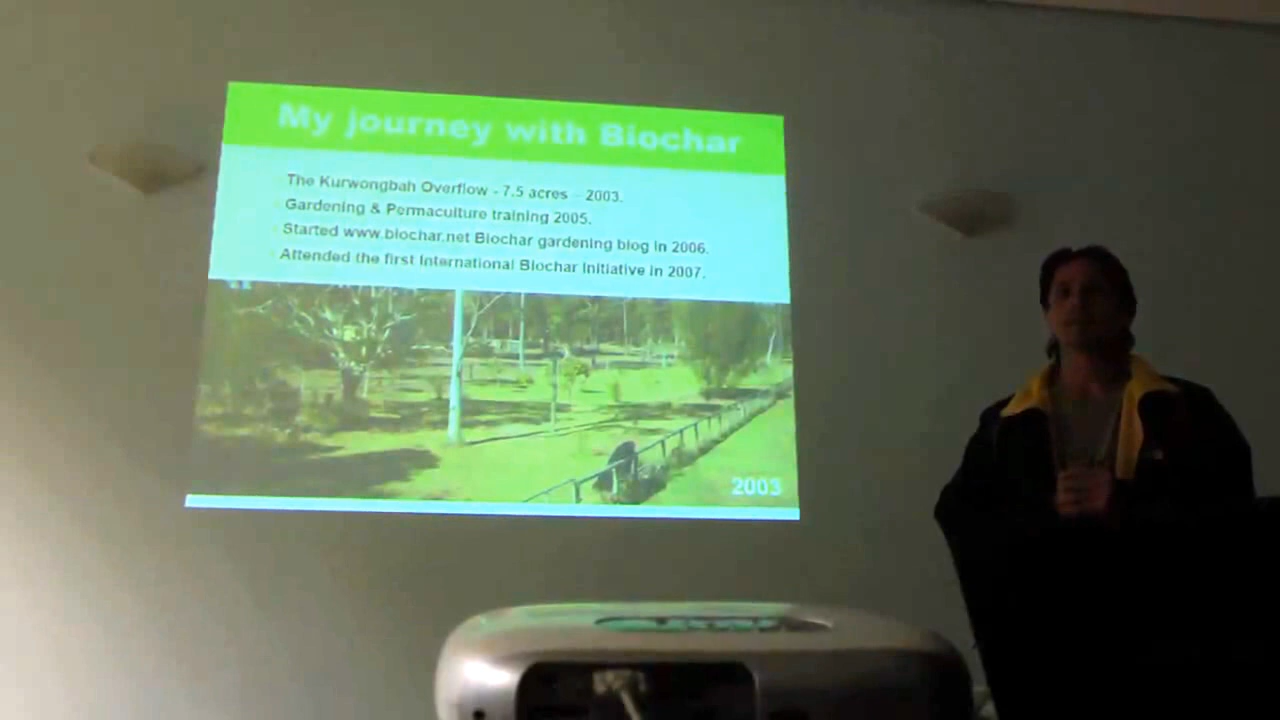 My journey with Biochar
The Kurwongbah Overflow - 7.5 acres – 2003.
Gardening & Permaculture training 2005.
Started www.biochar.net Biochar gardening blog in 2006.
Attended the first International Biochar Initiative in 2007.
2003